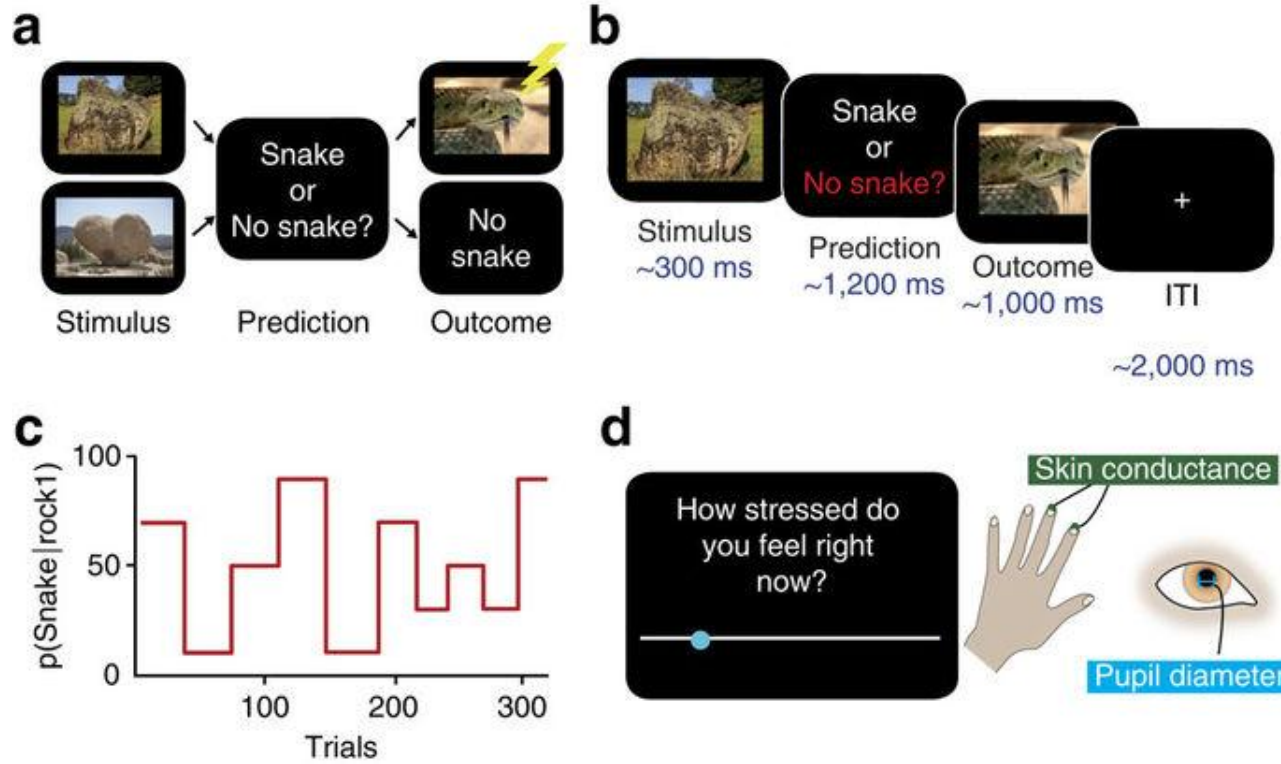 a
Snake
or
No snake?
No
snake
Stimulus
Prediction
Outcome
b
Snake
or
No snake?
Stimulus
~300 ms
Prediction
~1,200 ms
Outcome
~1,000 ms
+
ITI
~2,000 ms
c
p(Snake|rock1)
100
50
0
100
200
300
Trials
d
How stressed do
you feel right
now?
Skin conductance
Pupil diameter